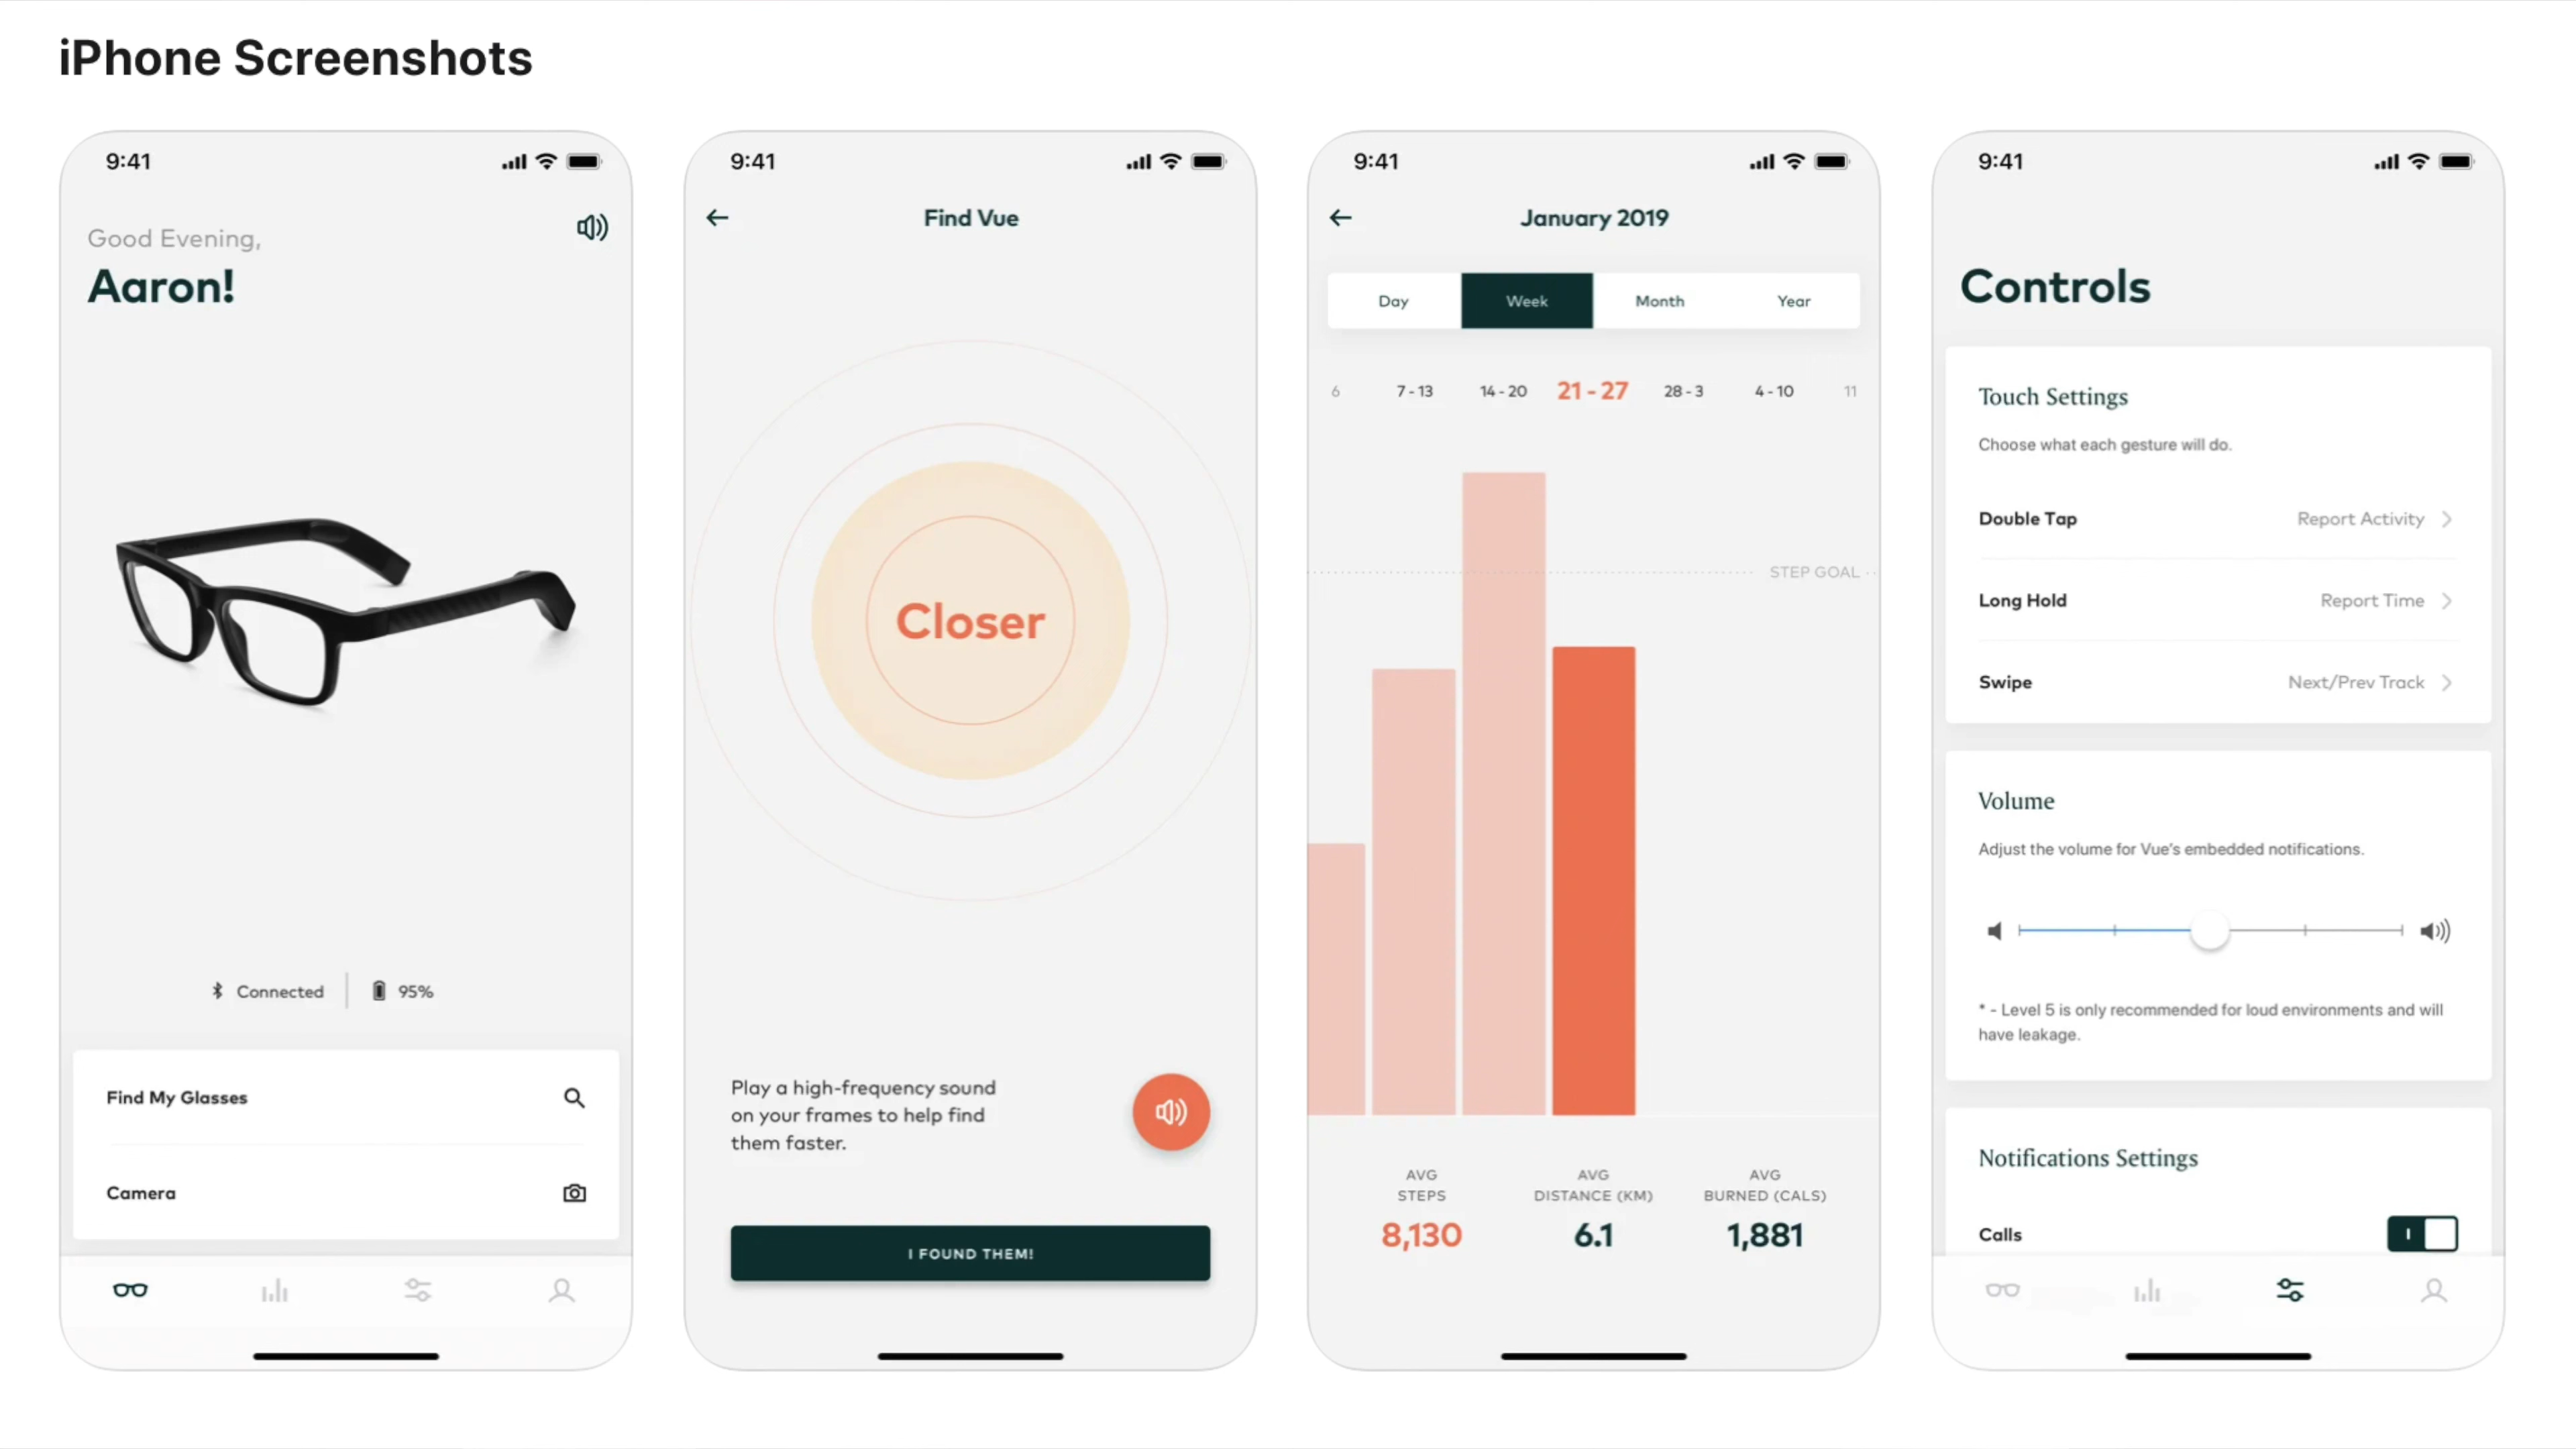 iPhone Screenshots
9:41
Good Evening,
Aaron!
Connected
95%
Find My Glasses
Camera
9:41
Find Vue
Closer
Play a high-frequency sound
on your frames to help find
them faster.
I FOUND THEM!
9:41
January 2019
Day Week Month Year
6 7 - 13 14 - 20 21 - 27 28 - 3 4 - 10 11
STEP GOAL
AVG
STEPS
8,130
AVG
DISTANCE (KM)
6.1
AVG
BURNED (CALS)
1,881
9:41
Controls
Touch Settings
Choose what each gesture will do.
Double Tap Report Activity
Long Hold Report Time
Swipe Next/Prev Track
Volume
Adjust the volume for Vue's embedded notifications.
* - Level 5 is only recommended for loud environments and will
have leakage.
Notifications Settings
Calls